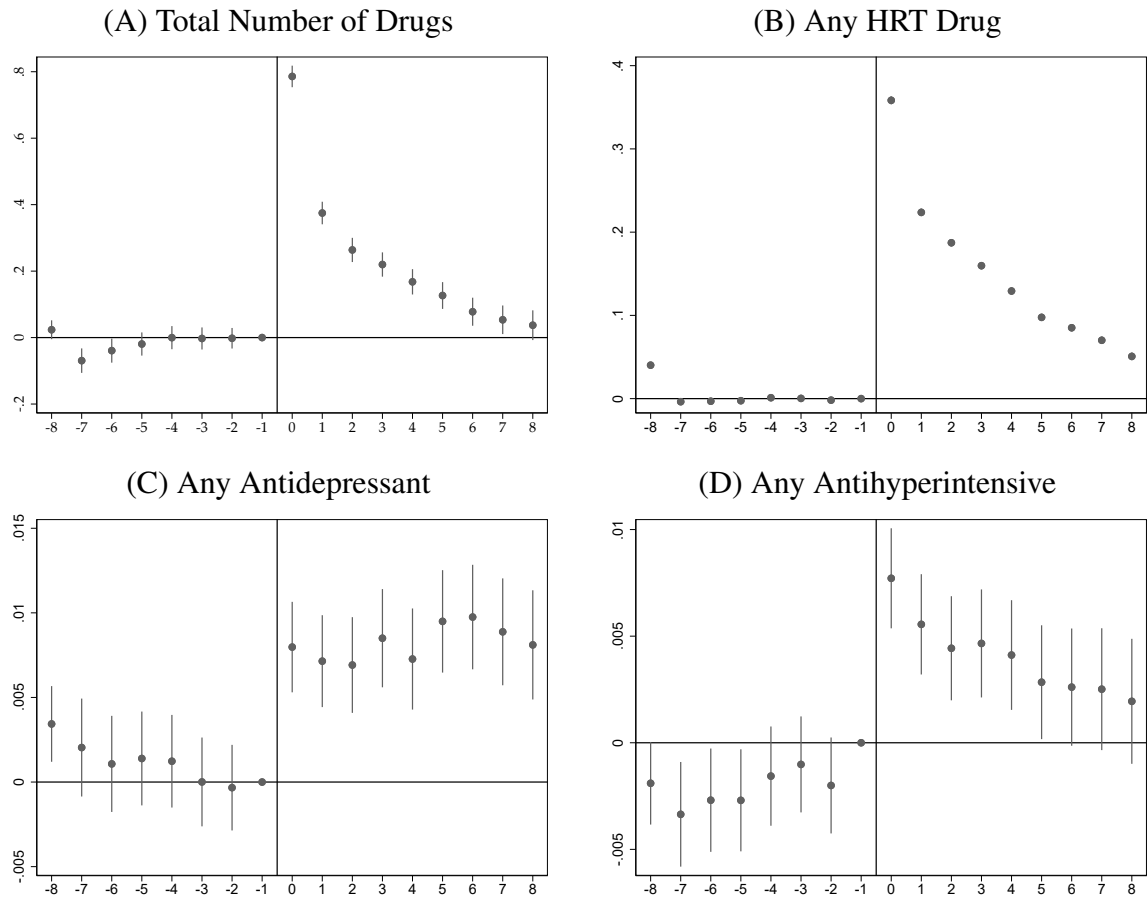 (A) Total Number of Drugs
.8
.6
.4
.2
0
-.2
-8 -7 -6 -5 -4 -3 -2 -1 0 1 2 3 4 5 6 7 8
(B) Any HRT Drug
.4
.3
.2
.1
0
-8 -7 -6 -5 -4 -3 -2 -1 0 1 2 3 4 5 6 7 8
(C) Any Antidepressant
.015
.01
.005
0
-.005
-8 -7 -6 -5 -4 -3 -2 -1 0 1 2 3 4 5 6 7 8
(D) Any Antihyperintensive
.01
.005
0
-.005
-8 -7 -6 -5 -4 -3 -2 -1 0 1 2 3 4 5 6 7 8